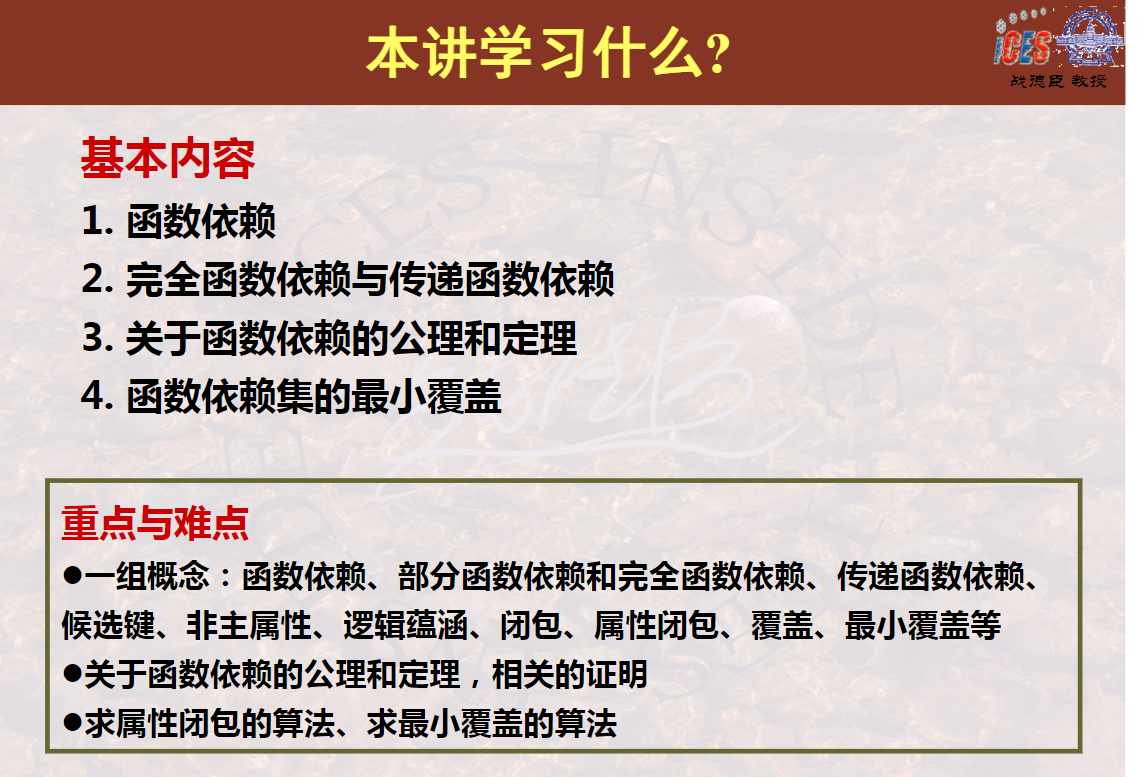 本讲学习什么?
iCES
战德臣 教授
基本内容
1. 函数依赖
2. 完全函数依赖与传递函数依赖
3. 关于函数依赖的公理和定理
4. 函数依赖集的最小覆盖
ICES INSIDE
重点与难点
●一组概念：函数依赖、部分函数依赖和完全函数依赖、传递函数依赖、
候选键、非主属性、逻辑蕴涵、闭包、属性闭包、覆盖、最小覆盖等
●关于函数依赖的公理和定理，相关的证明
●求属性闭包的算法、求最小覆盖的算法